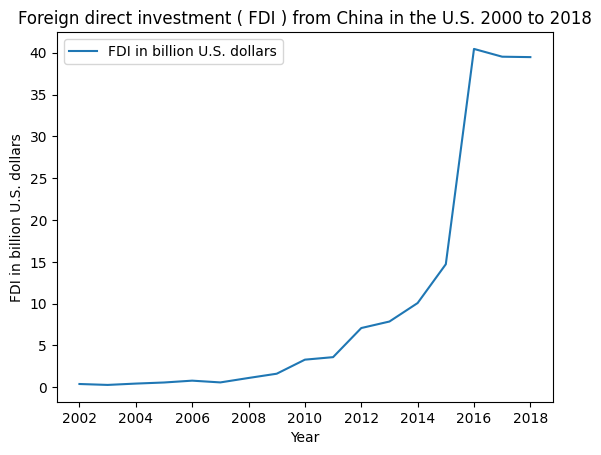 Foreign direct investment ( FDI ) from China in the U.S. 2000 to 2018
FDI in billion U.S. dollars
FDI in billion U.S. dollars
40
35
30
25
20
15
10
5
0
2002 2004 2006 2008 2010 2012 2014 2016 2018
Year